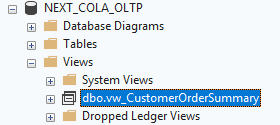 NEXT_COLA_OLTP
Database Diagrams
Tables
Views
System Views
dbo.vw_CustomerOrderSummary
Dropped Ledger Views